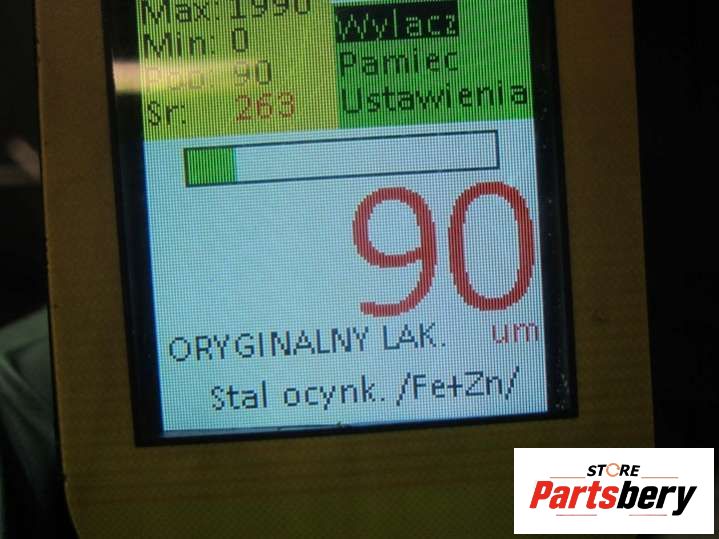 Max: 1990
Min: 0
Pop: 90
Sr: 263
Wylacz
Pamiec
Ustawienia
90
um
ORYGINALNY LAK.
Stal ocynk. /Fe+Zn/
STORE
Partsbery